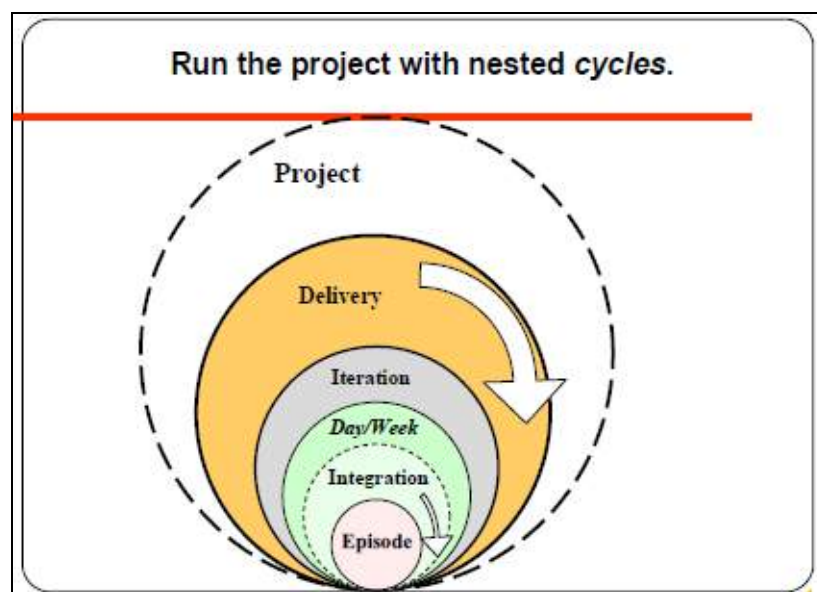 Run the project with nested cycles.
Project
Delivery
Iteration
Day/Week
Integration
Episode